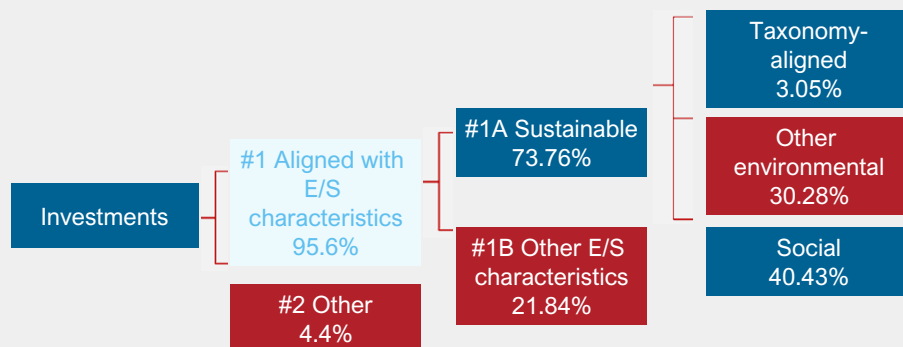 Investments
#1 Aligned with
E/S
characteristics
95.6%
#2 Other
4.4%
#1A Sustainable
73.76%
#1B Other E/S
characteristics
21.84%
Taxonomy-
aligned
3.05%
Other
environmental
30.28%
Social
40.43%